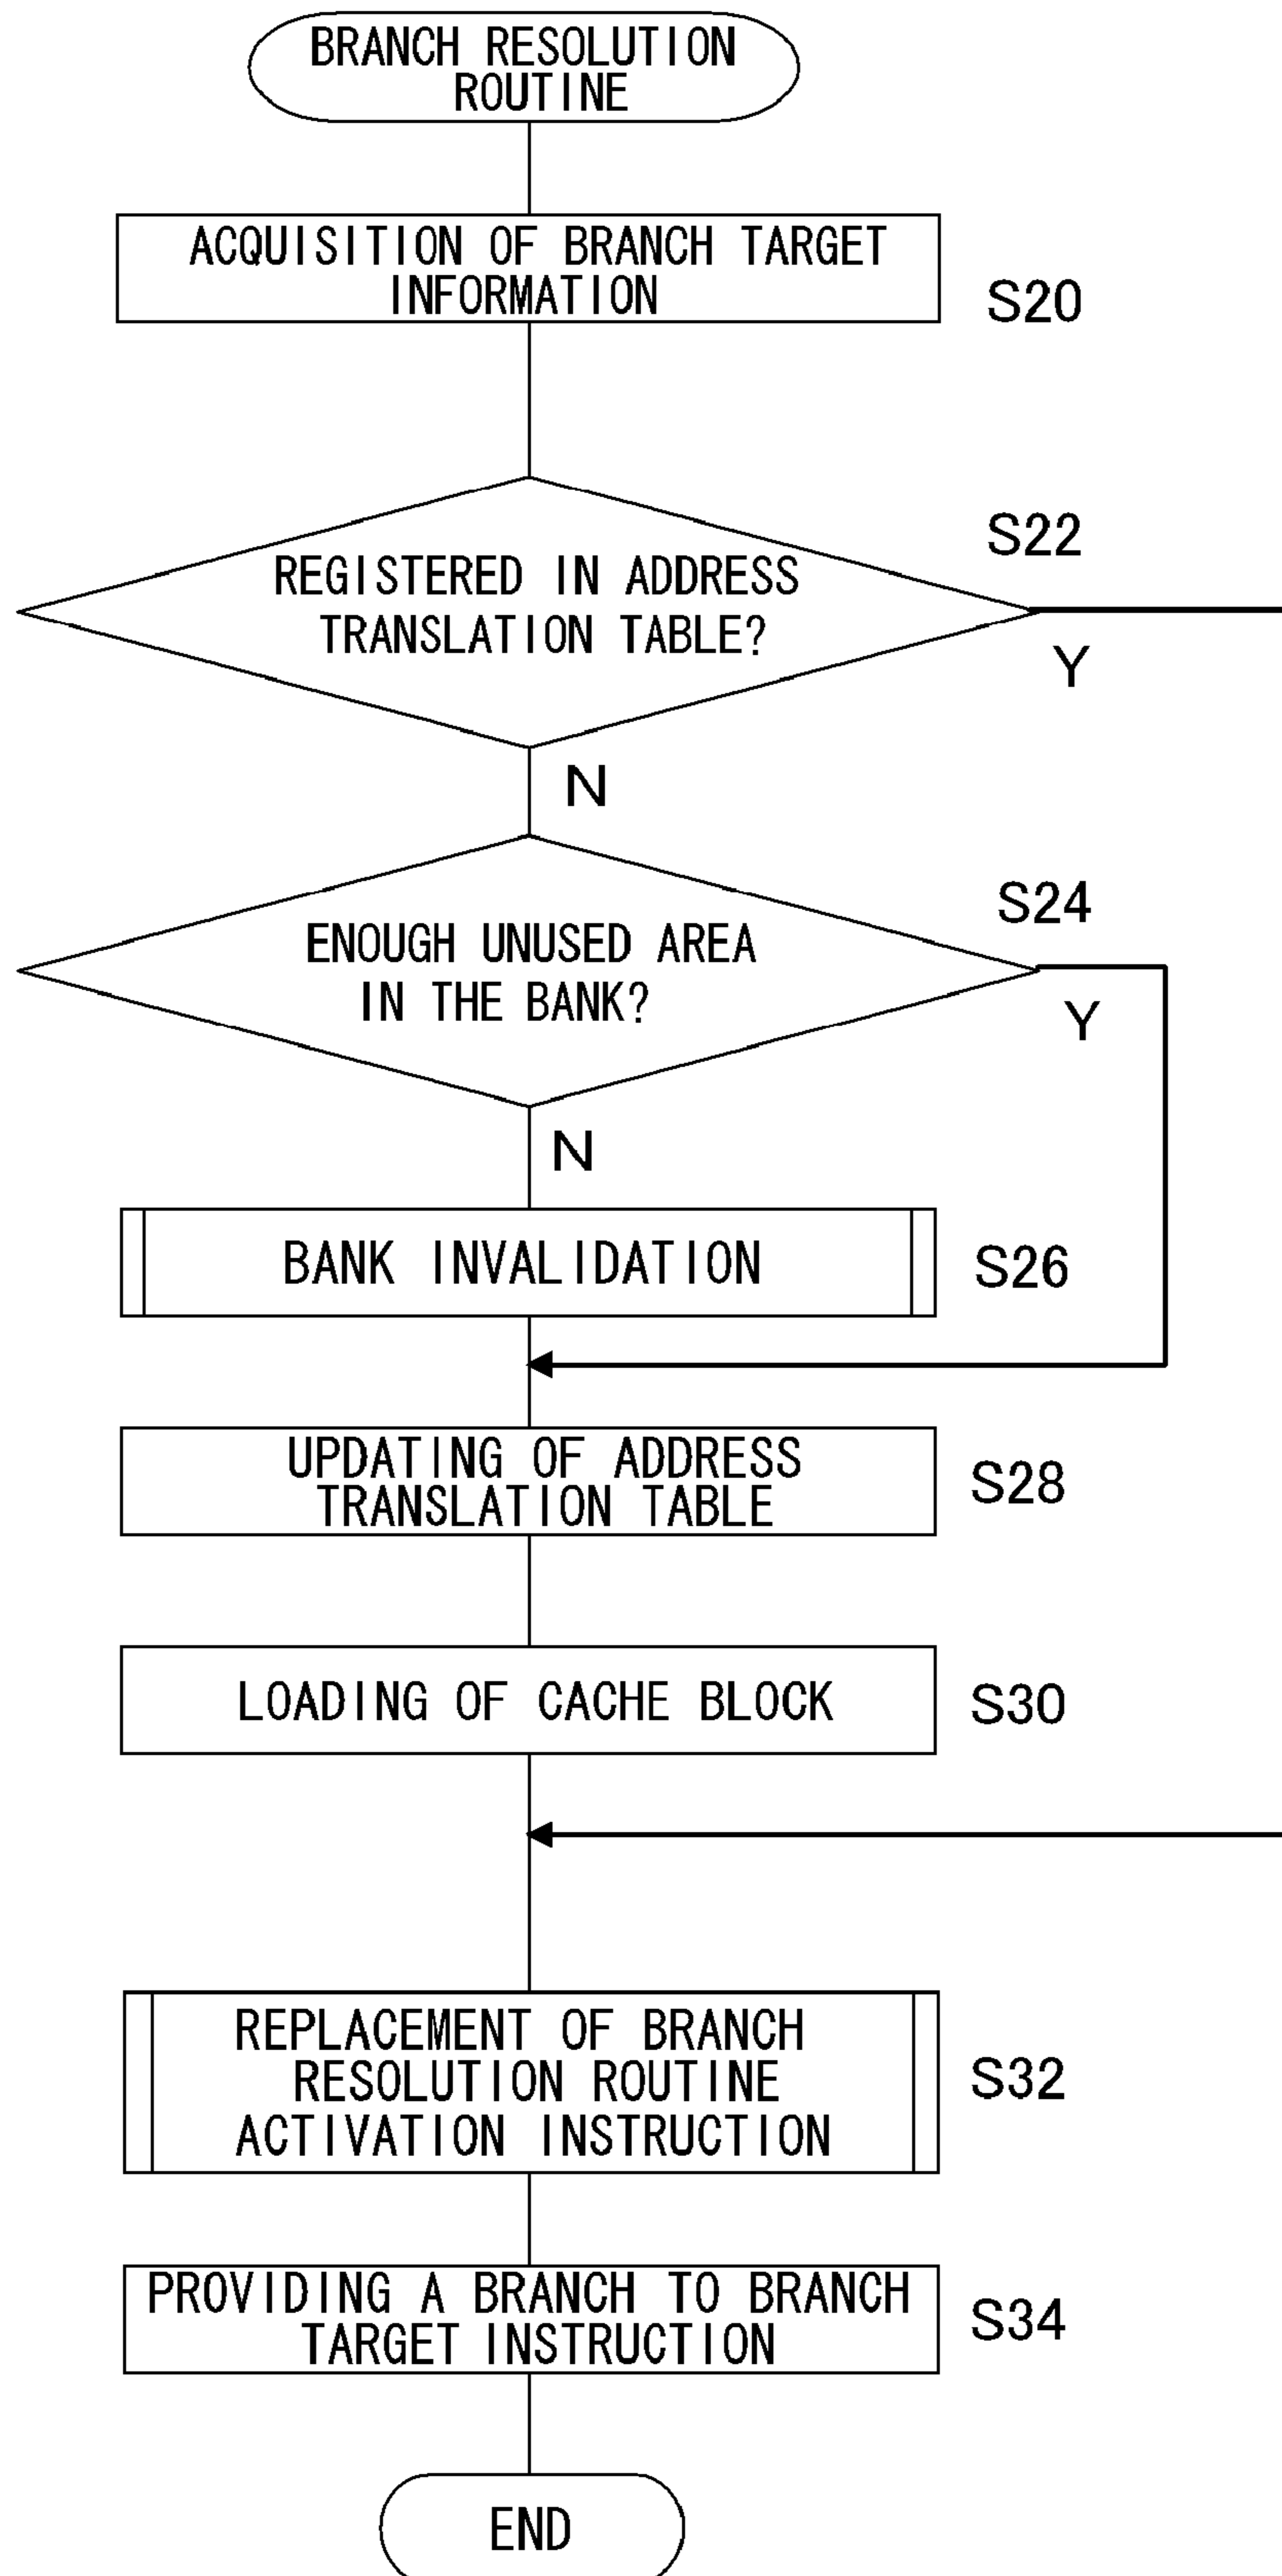 BRANCH RESOLUTION
ROUTINE
ACQUISITION OF BRANCH TARGET
INFORMATION
S20
S22
REGISTERED IN ADDRESS
TRANSLATION TABLE?
Y
N
S24
ENOUGH UNUSED AREA
IN THE BANK?
Y
N
BANK INVALIDATION
S26
UPDATING OF ADDRESS
TRANSLATION TABLE
S28
LOADING OF CACHE BLOCK
S30
REPLACEMENT OF BRANCH
RESOLUTION ROUTINE
ACTIVATION INSTRUCTION
S32
PROVIDING A BRANCH TO BRANCH
TARGET INSTRUCTION
S34
END